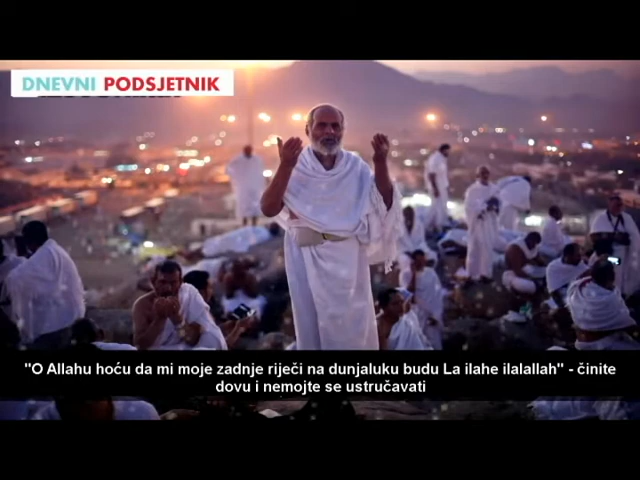 DNEVNI PODSJETNIK
"O Allahu hoću da mi moje zadnje riječi na dunjaluku budu La ilahe ilalallah" - činite
dovu i nemojte se ustručavati